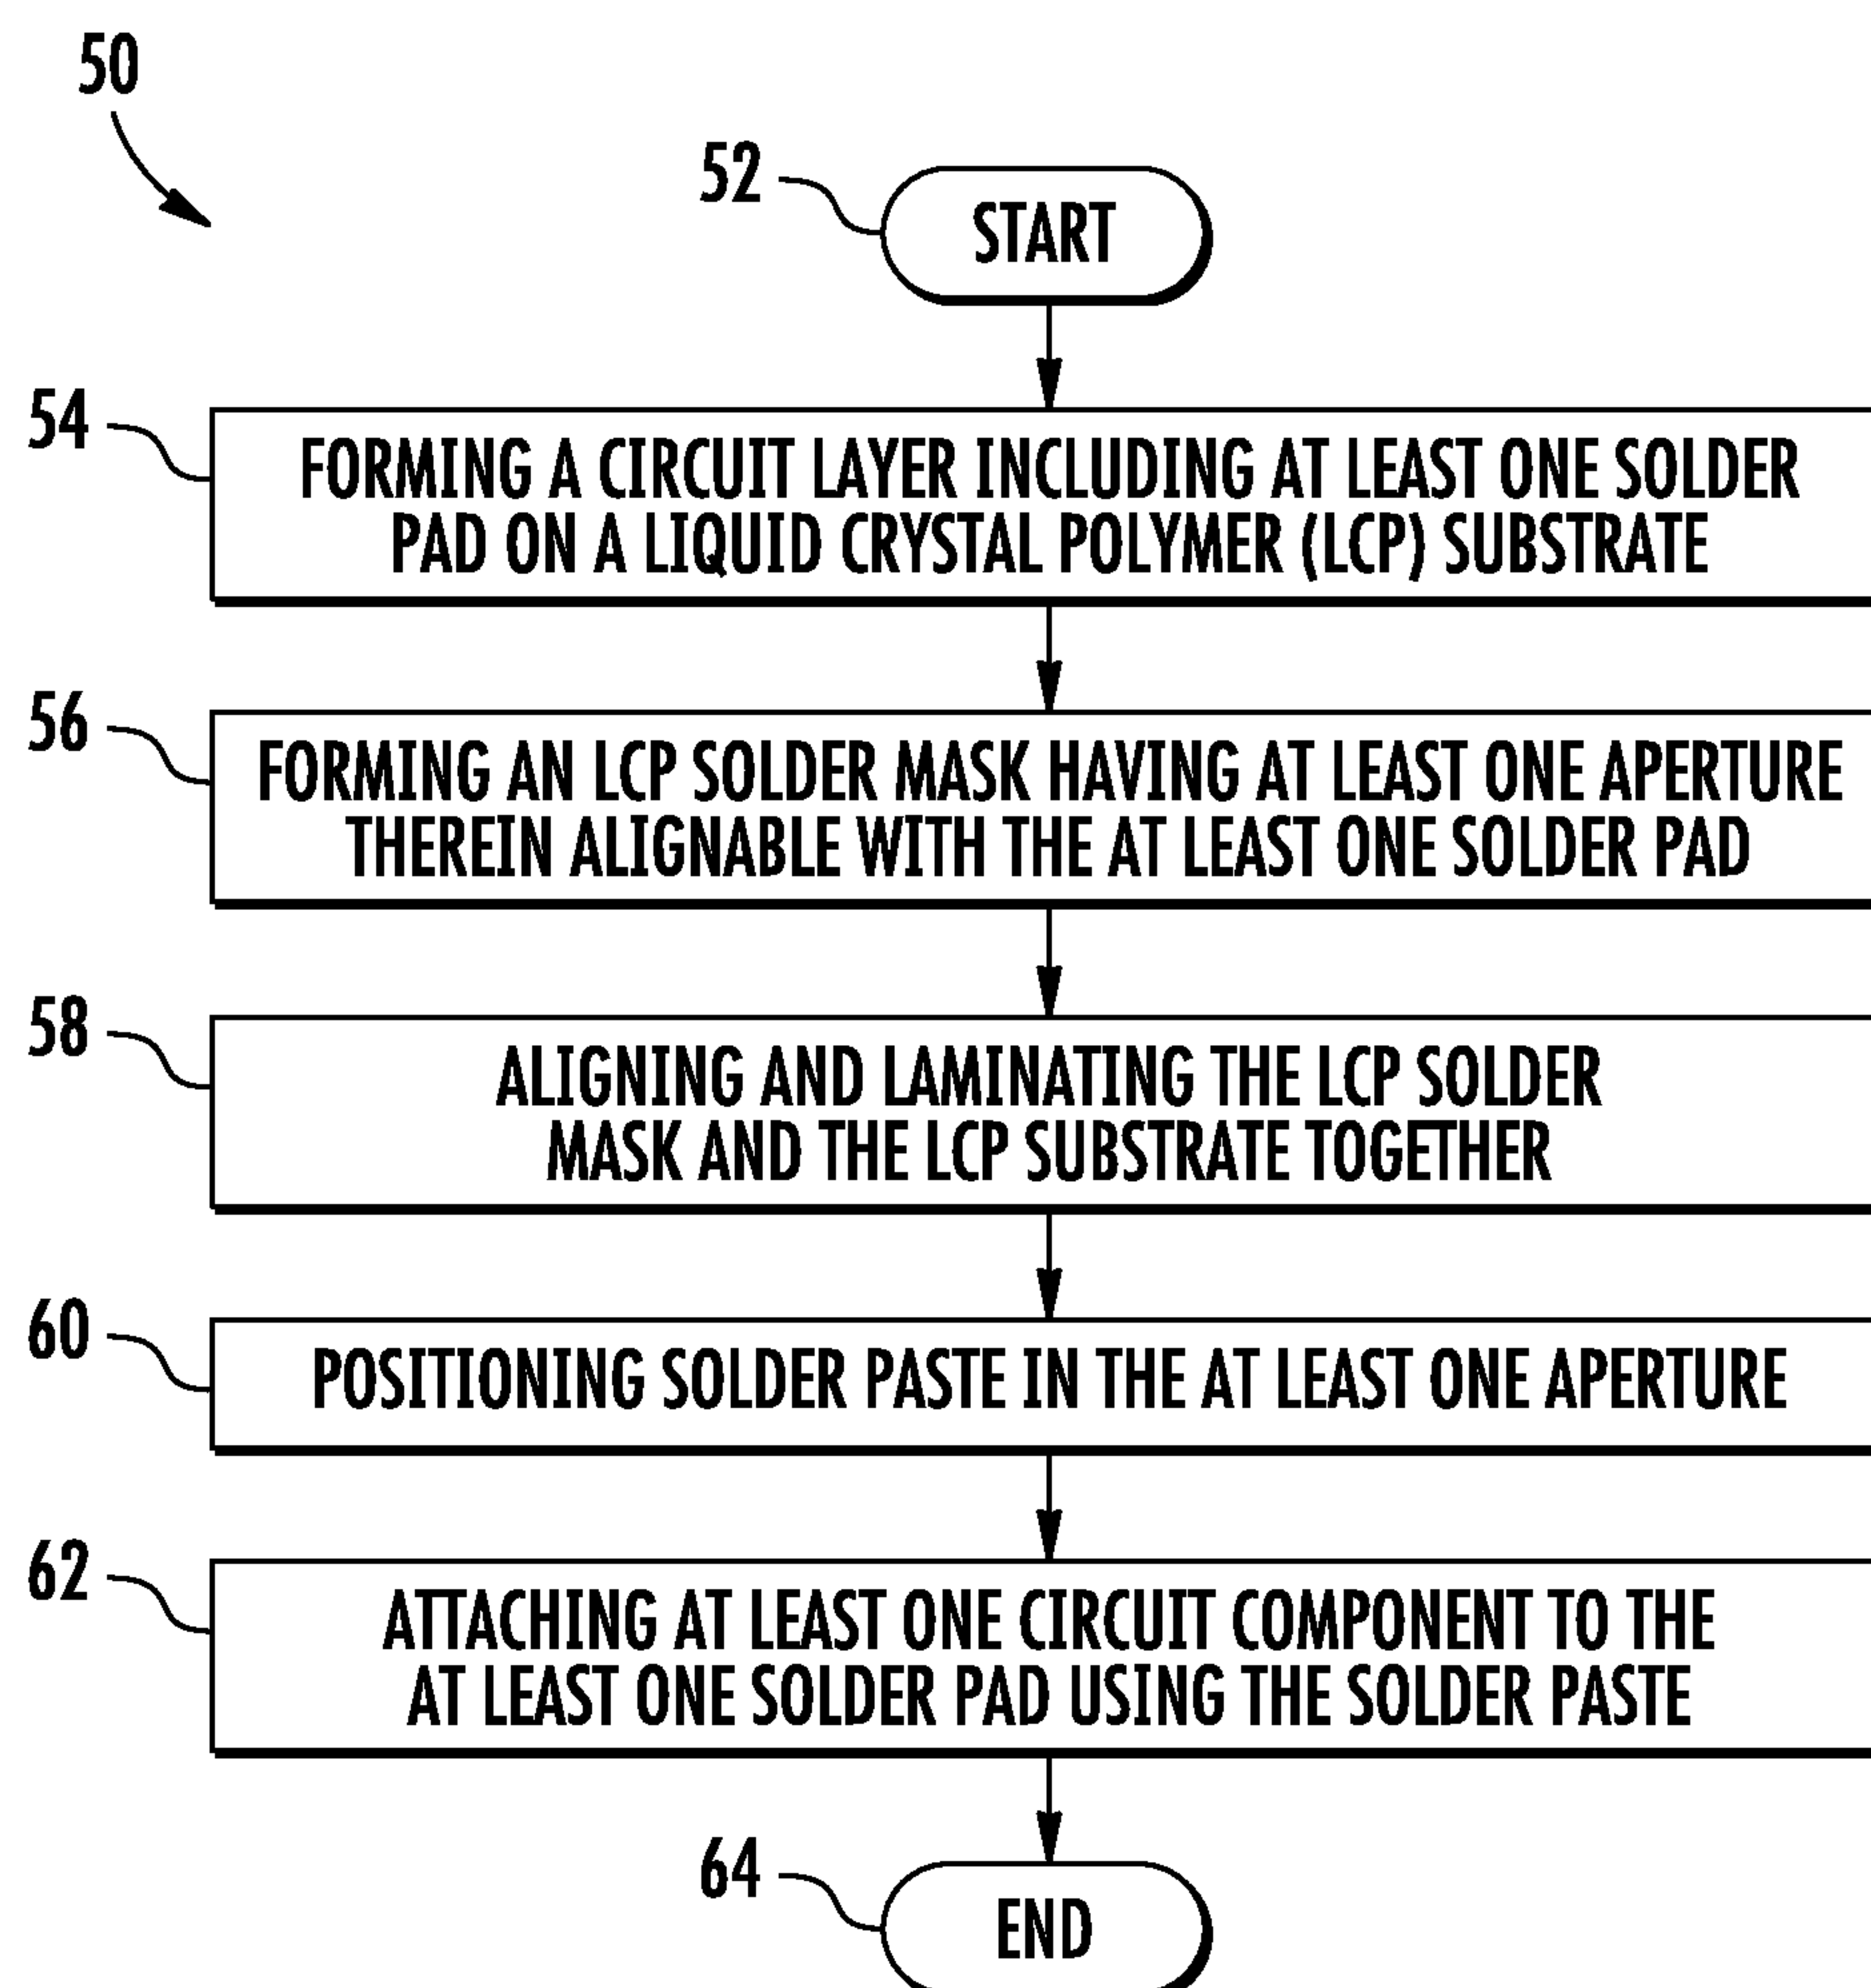 50
52
START
54
FORMING A CIRCUIT LAYER INCLUDING AT LEAST ONE SOLDER
PAD ON A LIQUID CRYSTAL POLYMER (LCP) SUBSTRATE
56
FORMING AN LCP SOLDER MASK HAVING AT LEAST ONE APERTURE
THEREIN ALIGNABLE WITH THE AT LEAST ONE SOLDER PAD
58
ALIGNING AND LAMINATING THE LCP SOLDER
MASK AND THE LCP SUBSTRATE TOGETHER
60
POSITIONING SOLDER PASTE IN THE AT LEAST ONE APERTURE
62
ATTACHING AT LEAST ONE CIRCUIT COMPONENT TO THE
AT LEAST ONE SOLDER PAD USING THE SOLDER PASTE
64
END